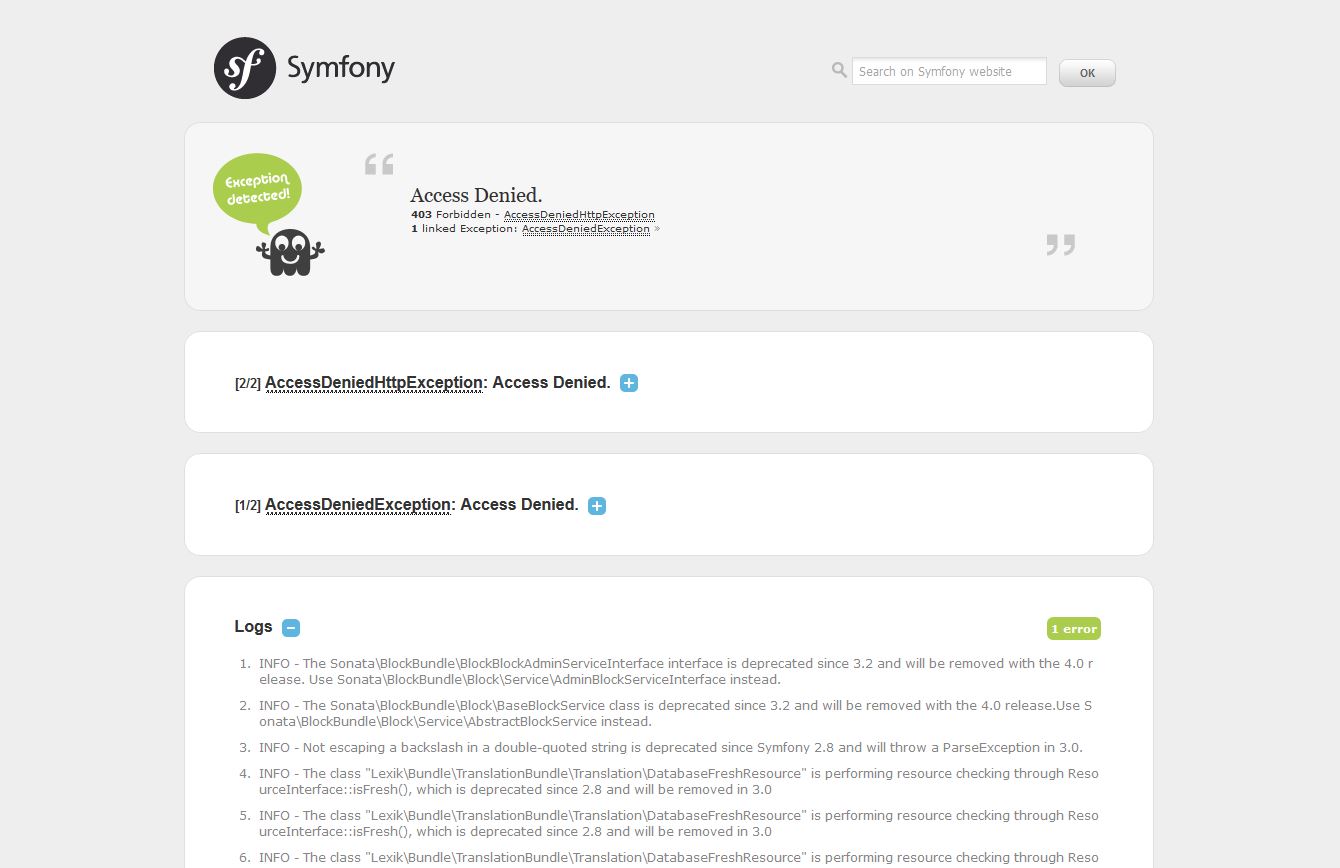 sf Symfony
Search on Symfony website
OK
Exception
detected!
“
Access Denied.
403 Forbidden - AccessDeniedHttpException
1 linked Exception: AccessDeniedException »
”
[2/2] AccessDeniedHttpException: Access Denied. +
[1/2] AccessDeniedException: Access Denied. +
Logs −
1 error
1. INFO - The Sonata\BlockBundle\BlockBlockAdminServiceInterface interface is deprecated since 3.2 and will be removed with the 4.0 r
elease. Use Sonata\BlockBundle\Block\Service\AdminBlockServiceInterface instead.
2. INFO - The Sonata\BlockBundle\Block\BaseBlockService class is deprecated since 3.2 and will be removed with the 4.0 release.Use S
onata\BlockBundle\Block\Service\AbstractBlockService instead.
3. INFO - Not escaping a backslash in a double-quoted string is deprecated since Symfony 2.8 and will throw a ParseException in 3.0.
4. INFO - The class "Lexik\Bundle\TranslationBundle\Translation\DatabaseFreshResource" is performing resource checking through Reso
urceInterface::isFresh(), which is deprecated since 2.8 and will be removed in 3.0
5. INFO - The class "Lexik\Bundle\TranslationBundle\Translation\DatabaseFreshResource" is performing resource checking through Reso
urceInterface::isFresh(), which is deprecated since 2.8 and will be removed in 3.0
6. INFO - The class "Lexik\Bundle\TranslationBundle\Translation\DatabaseFreshResource" is performing resource checking through Reso